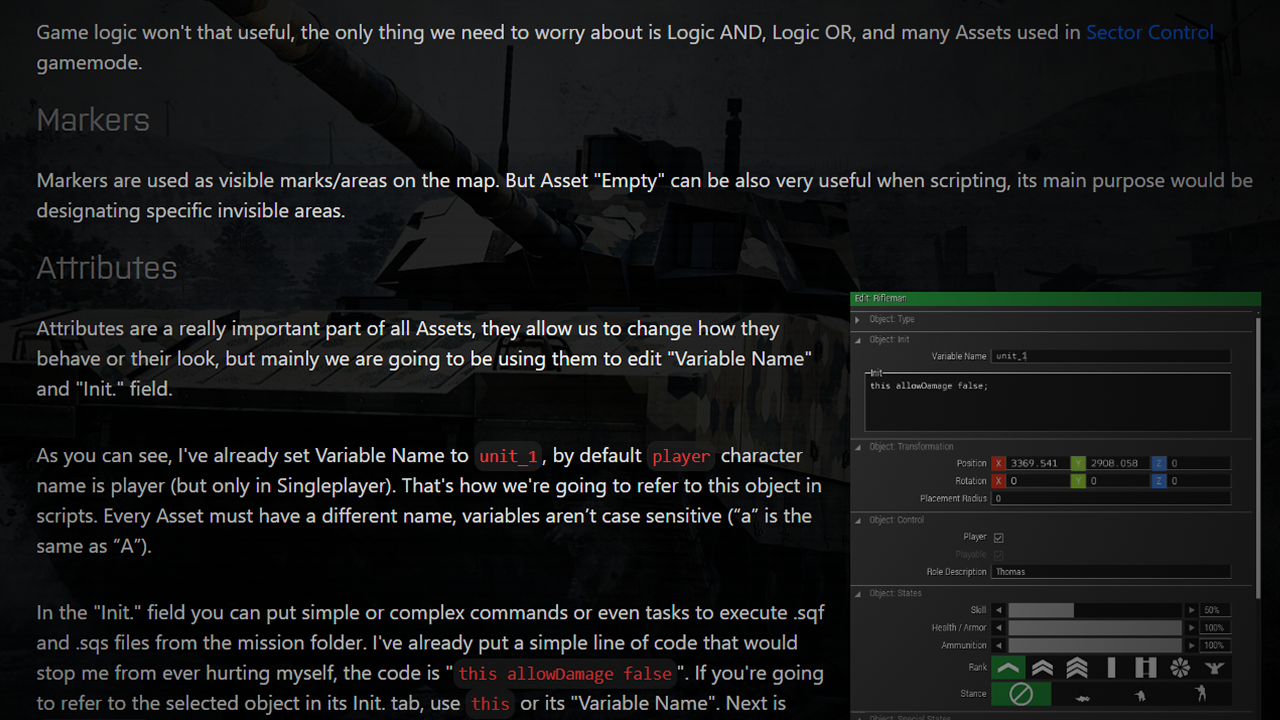 Game logic won't that useful, the only thing we need to worry about is Logic AND, Logic OR, and many Assets used in Sector Control
gamemode.
Markers
Markers are used as visible marks/areas on the map. But Asset "Empty" can be also very useful when scripting, its main purpose would be
designating specific invisible areas.
Attributes
Attributes are a really important part of all Assets, they allow us to change how they
behave or their look, but mainly we are going to be using them to edit "Variable Name"
and "Init." field.
As you can see, I've already set Variable Name to unit_1, by default player character
name is player (but only in Singleplayer). That's how we're going to refer to this object in
scripts. Every Asset must have a different name, variables aren’t case sensitive (“a” is the
same as “A”).
In the "Init." field you can put simple or complex commands or even tasks to execute .sqf
and .sqs files from the mission folder. I've already put a simple line of code that would
stop me from ever hurting myself, the code is "this allowDamage false". If you're going
to refer to the selected object in its Init. tab, use this or its "Variable Name". Next is
Edit: Rifleman
Object: Type
Object: Init
Variable Name unit_1
Init
this allowDamage false;
Object: Transformation
Position X 3369.541 Y 2908.058 Z 0
Rotation X 0 Y 0 Z 0
Placement Radius 0
Object: Control
Player
Playable
Role Description Thomas
Object: States
Skill 50%
Health / Armor 100%
Ammunition 100%
Rank
Stance
Object: Special States